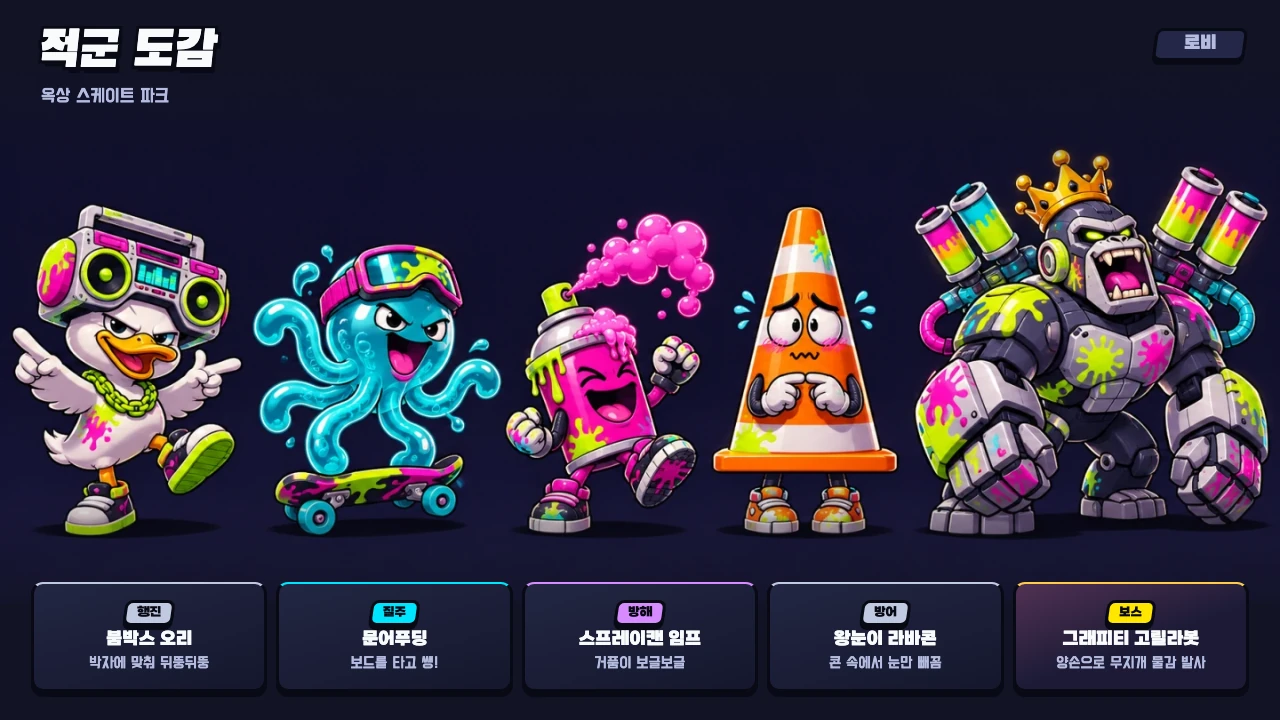 적군 도감
옥상 스케이트 파크
로비
행진
붐박스 오리
박자에 맞춰 뒤뚱뒤뚱
질주
문어푸딩
보드를 타고 쌩!
방해
스프레이캔 임프
거품이 보글보글
방어
왕눈이 라바콘
콘 속에서 눈만 빼꼼
보스
그래피티 고릴라봇
양손으로 무지개 물감 발사